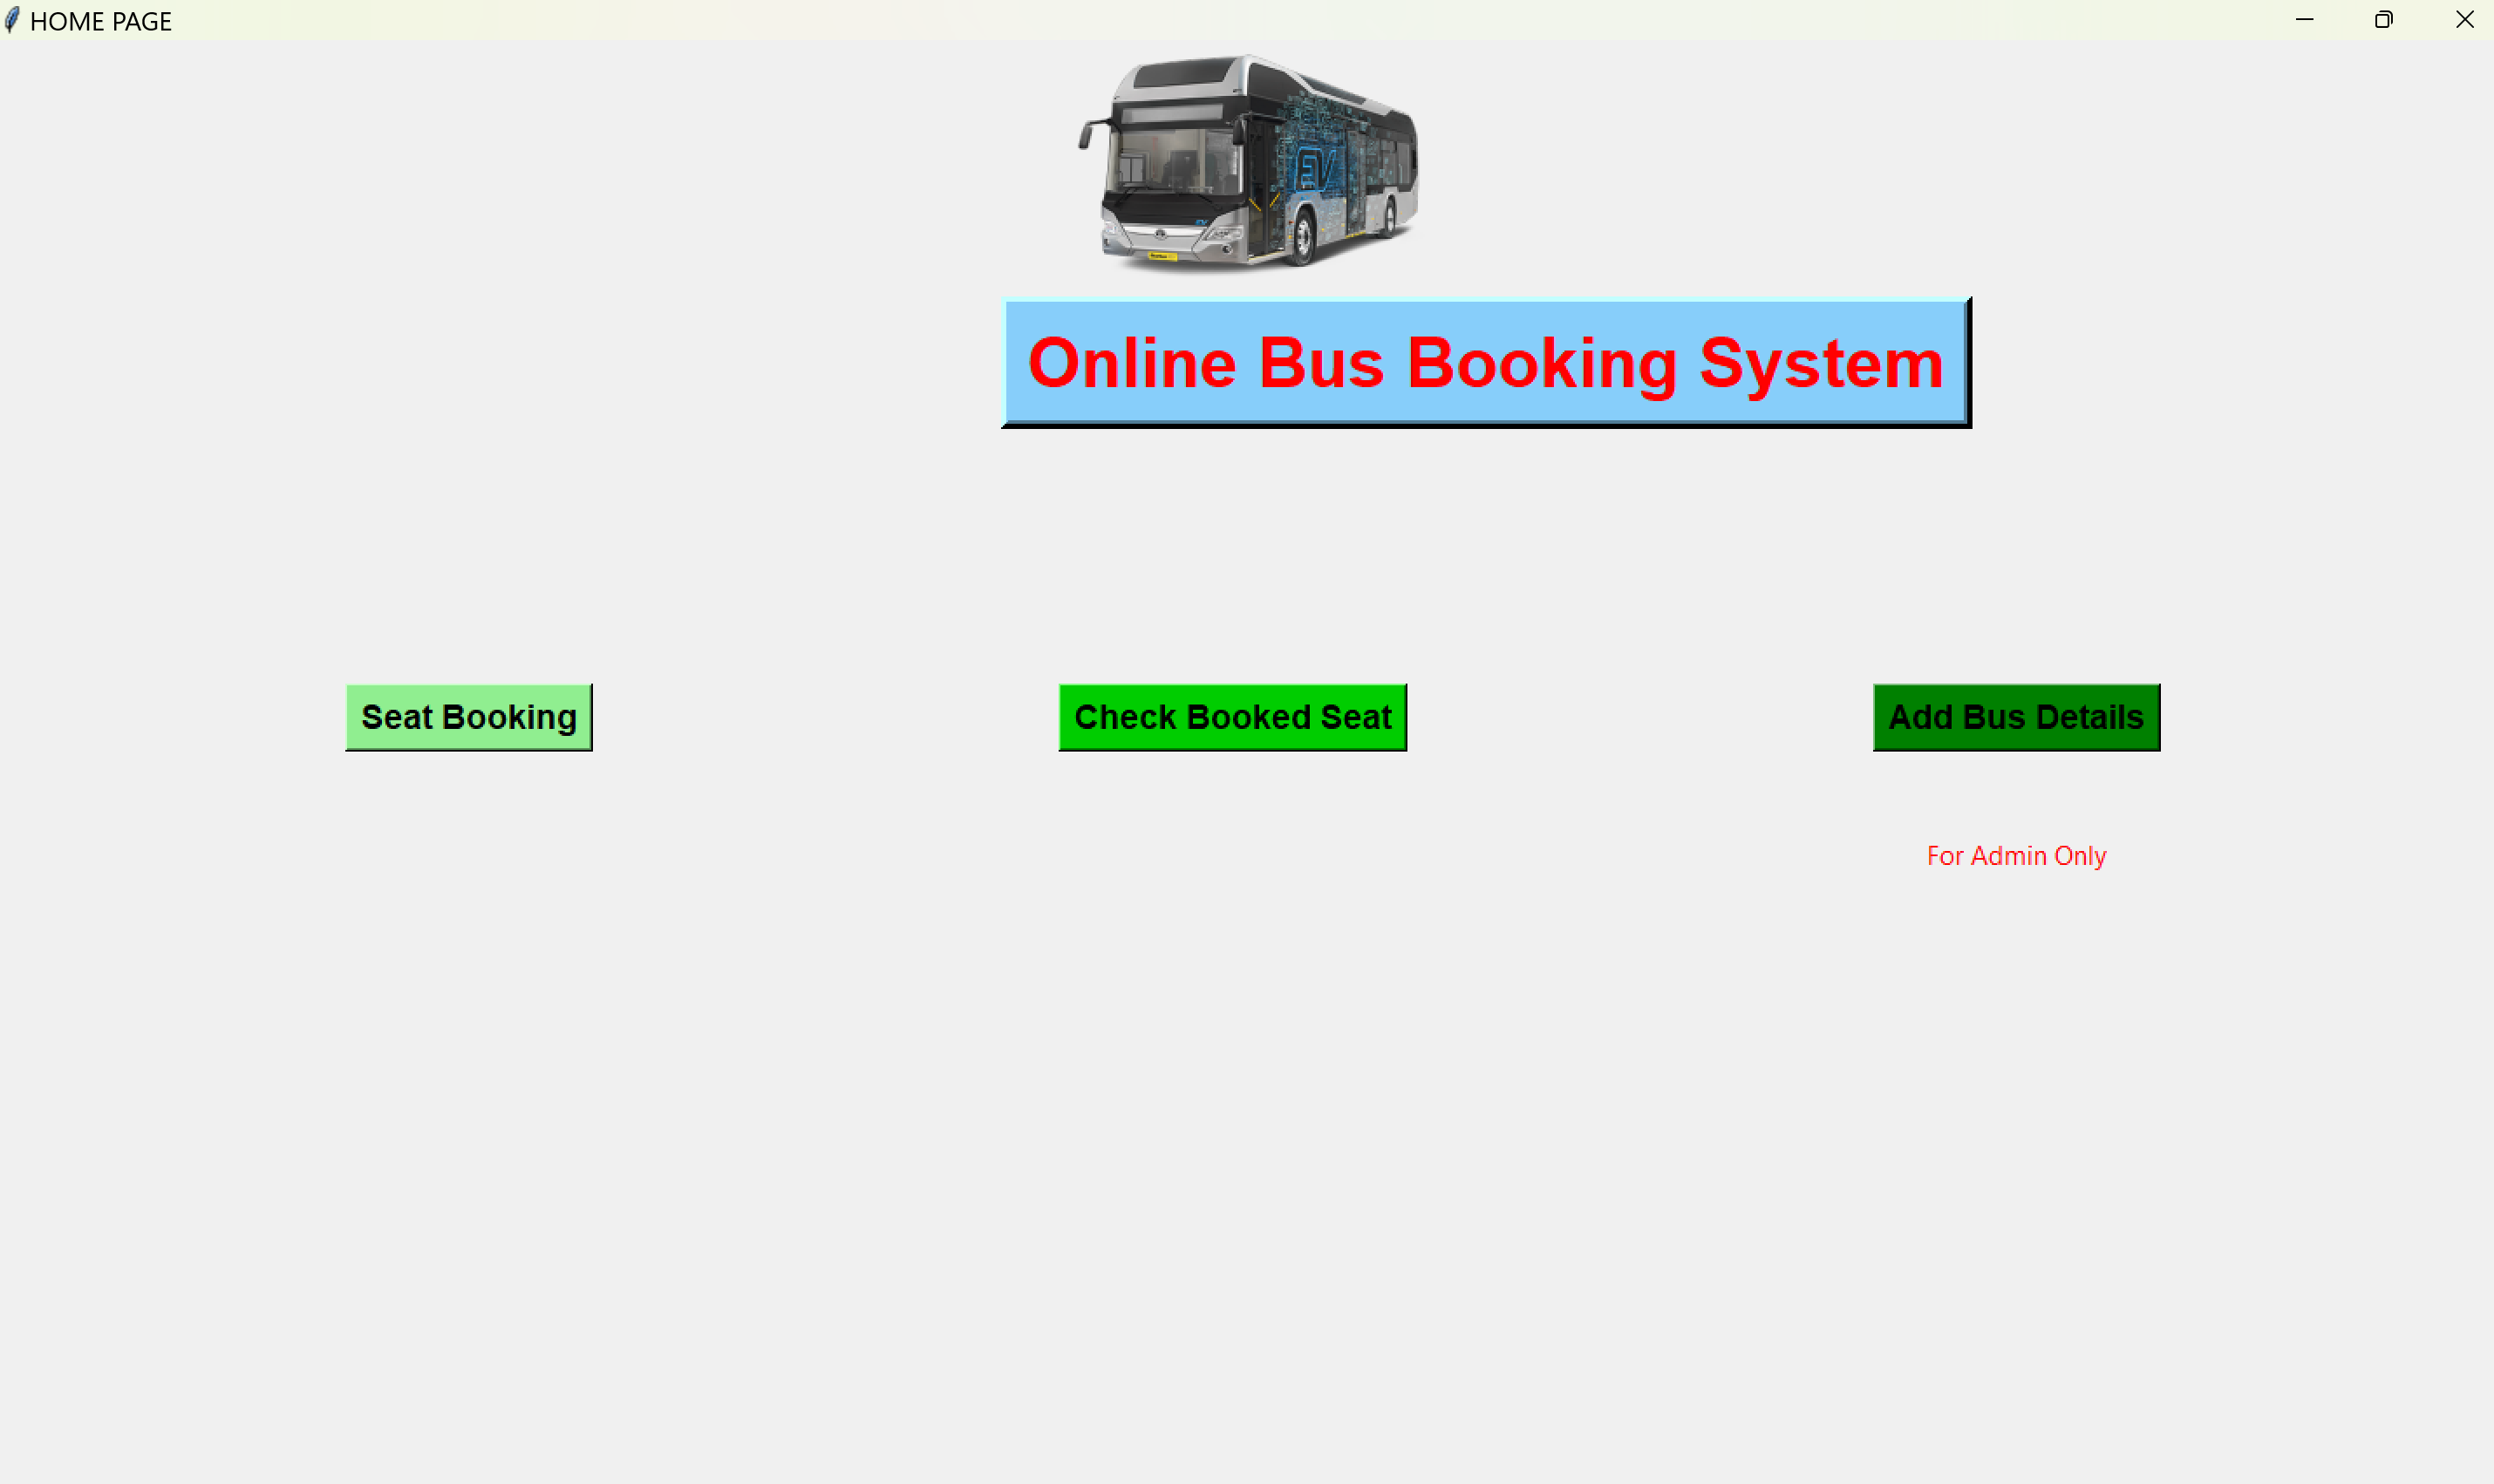 HOME PAGE
EV
Online Bus Booking System
Seat Booking
Check Booked Seat
Add Bus Details
For Admin Only